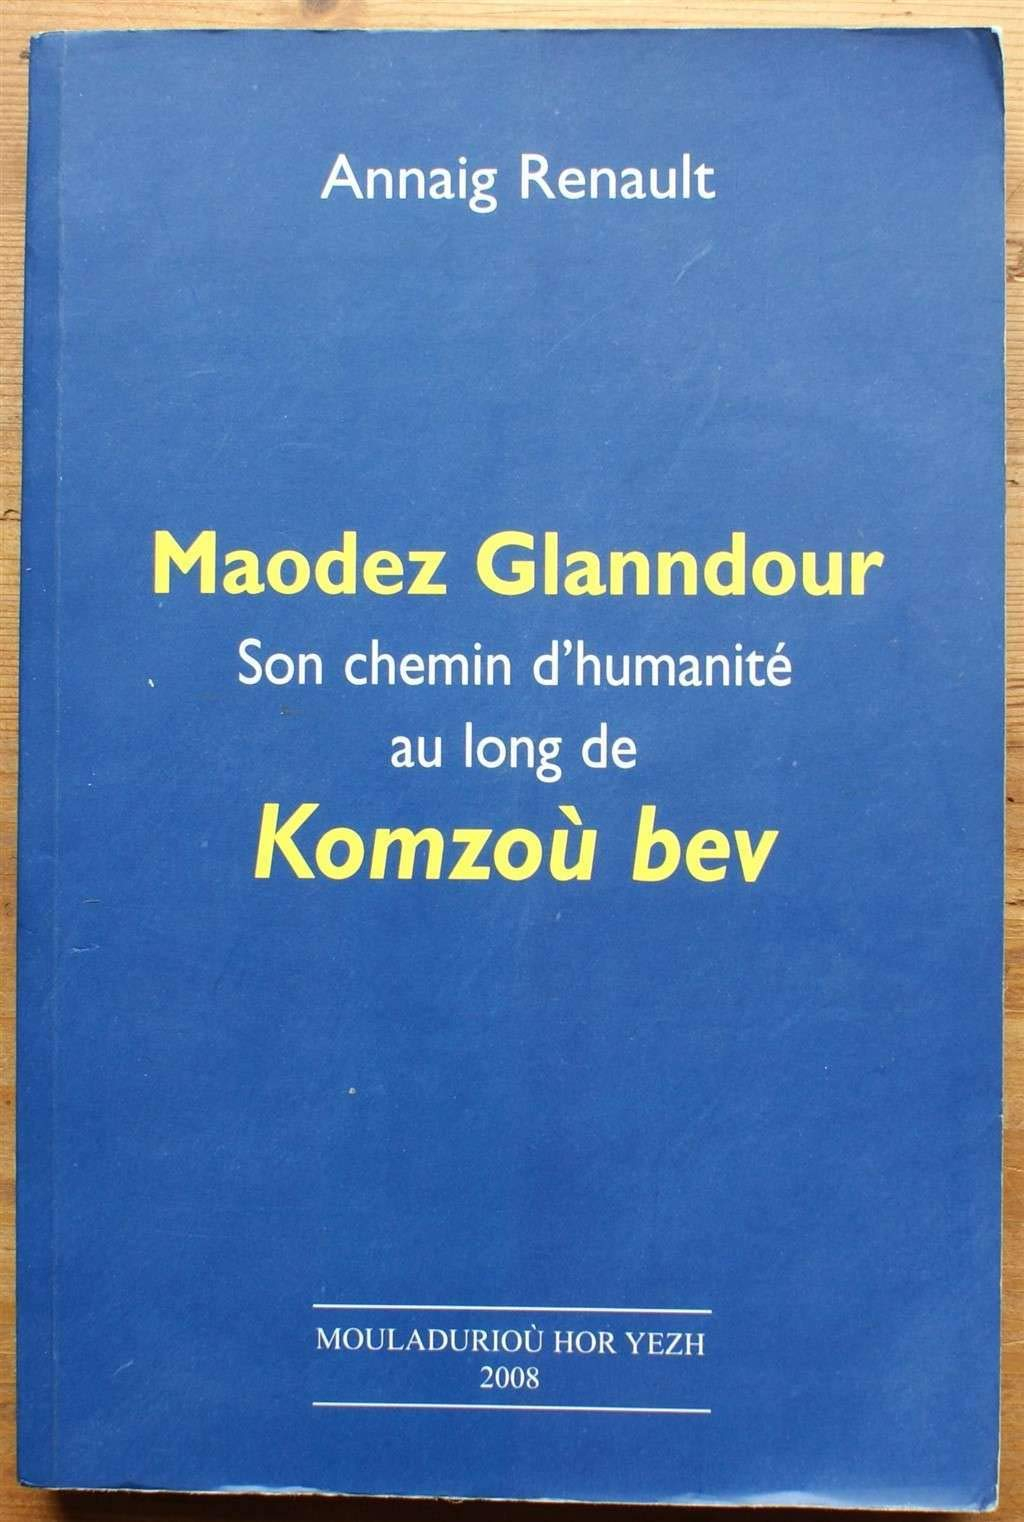 Annaig Renault
Maodez Glanndour
Son chemin d'humanité
au long de
Komzoù bev
MOULADURIOÙ HOR YEZH
2008